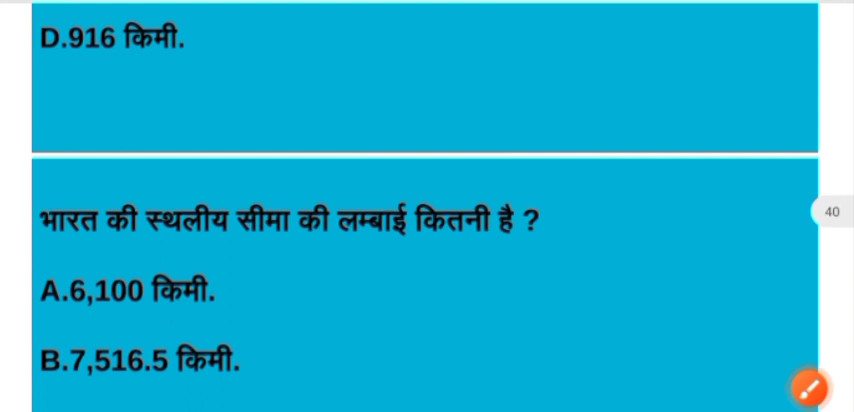 D.916 किमी.
भारत की स्थलीय सीमा की लम्बाई कितनी है ?
40
A.6,100 किमी.
B.7,516.5 किमी.